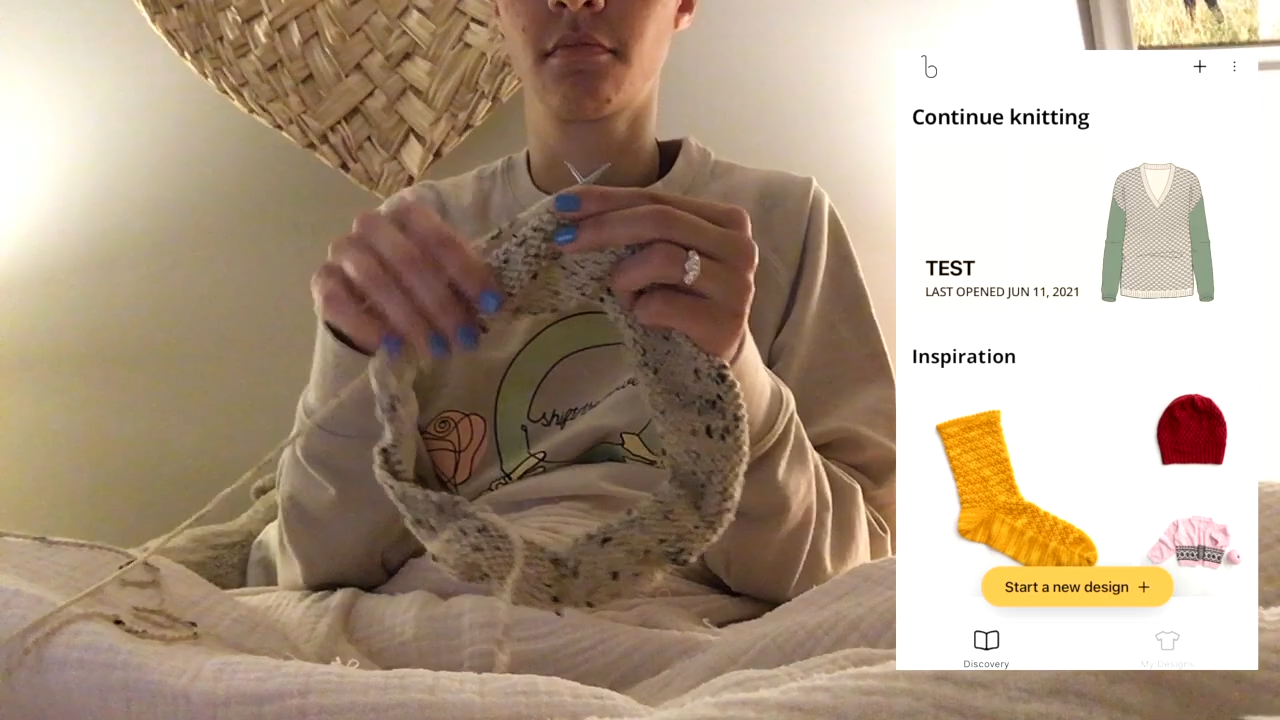 Continue knitting
TEST
LAST OPENED JUN 11, 2021
Inspiration
Start a new design +
Discovery
My Designs